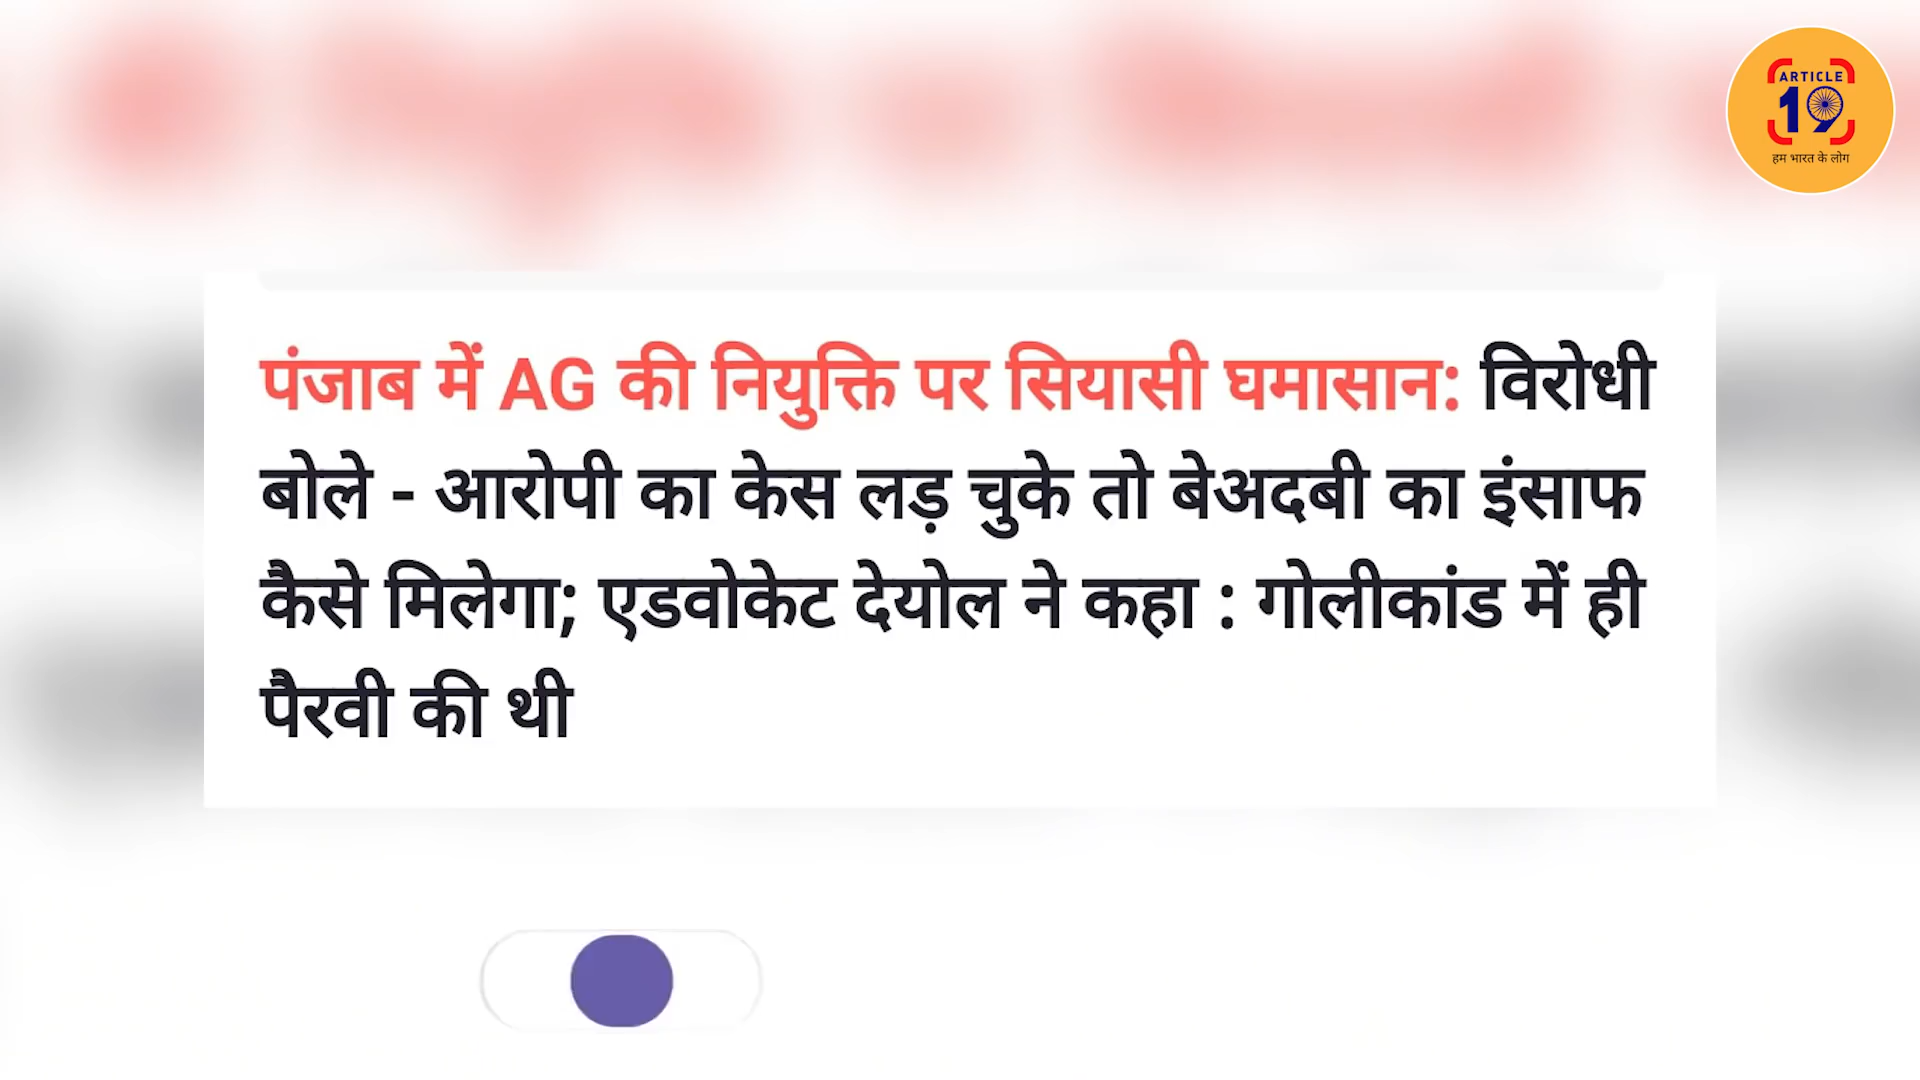 ARTICLE
19
हम भारत के लोग
पंजाब में AG की नियुक्ति पर सियासी घमासान: विरोधी
बोले - आरोपी का केस लड़ चुके तो बेअदबी का इंसाफ
कैसे मिलेगा; एडवोकेट देयोल ने कहा : गोलीकांड में ही
पैरवी की थी